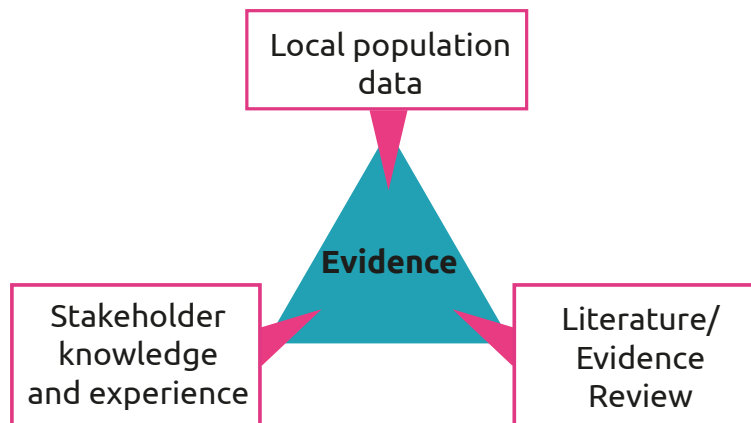 Local population
data
Evidence
Stakeholder
knowledge
and experience
Literature/
Evidence
Review